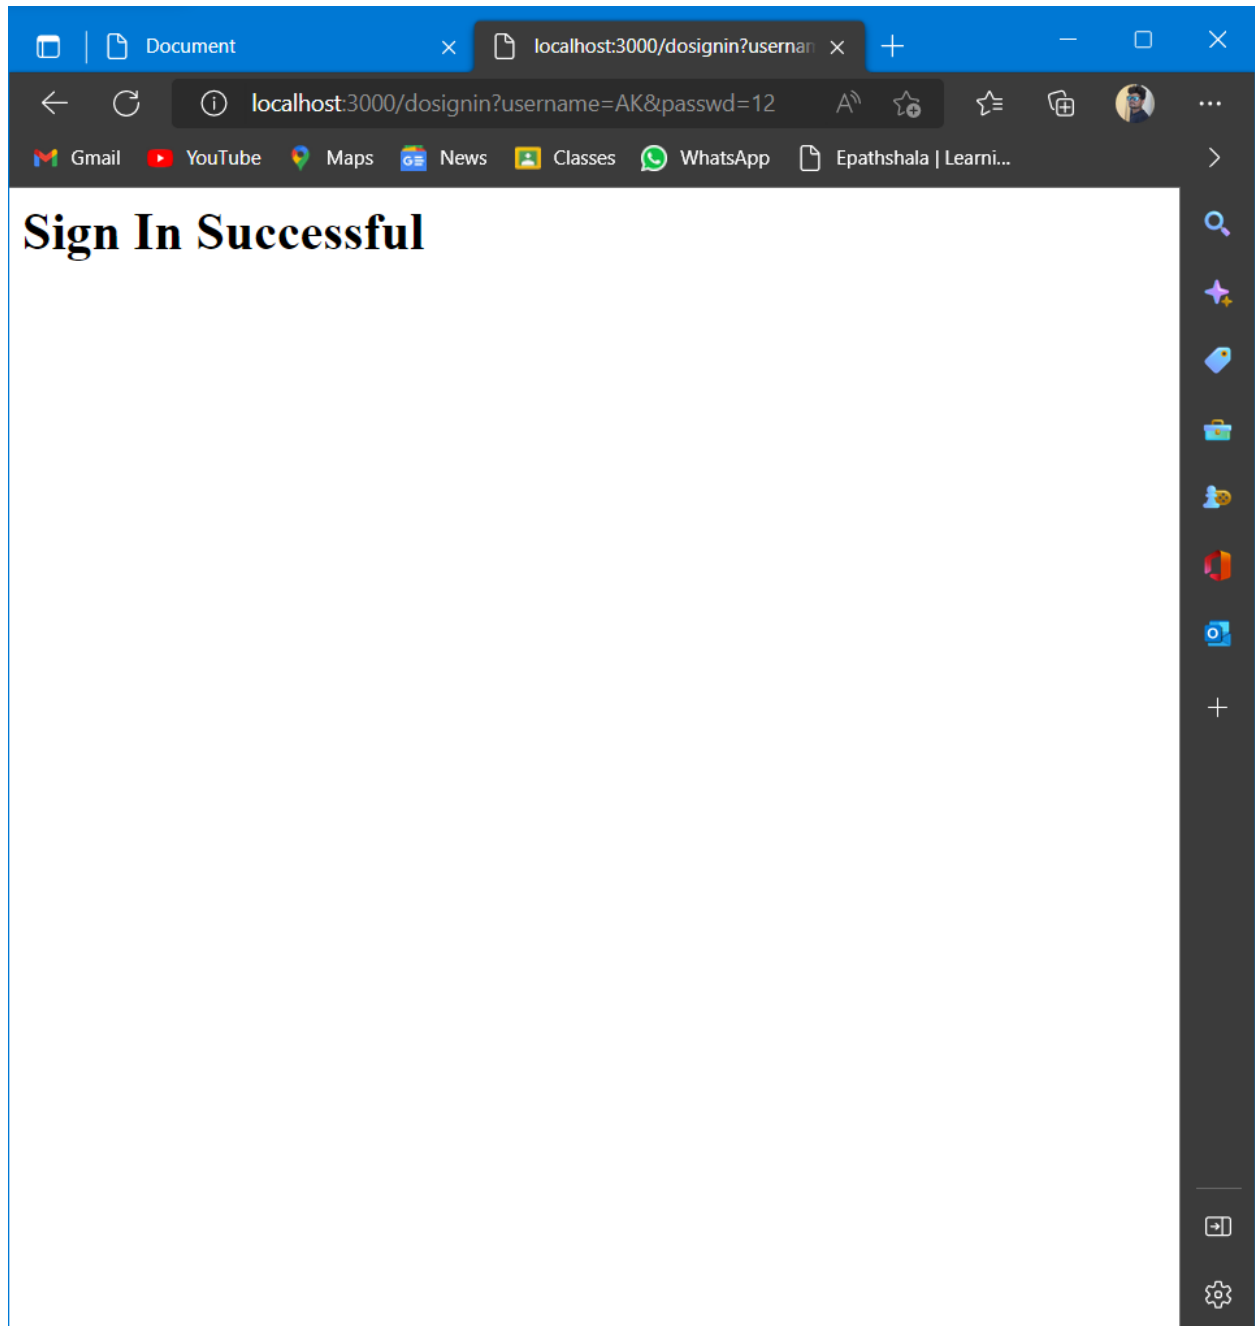 Document
localhost:3000/dosignin?usernam
localhost:3000/dosignin?username=AK&passwd=12
Gmail YouTube Maps News Classes WhatsApp Epathshala | Learni...
Sign In Successful